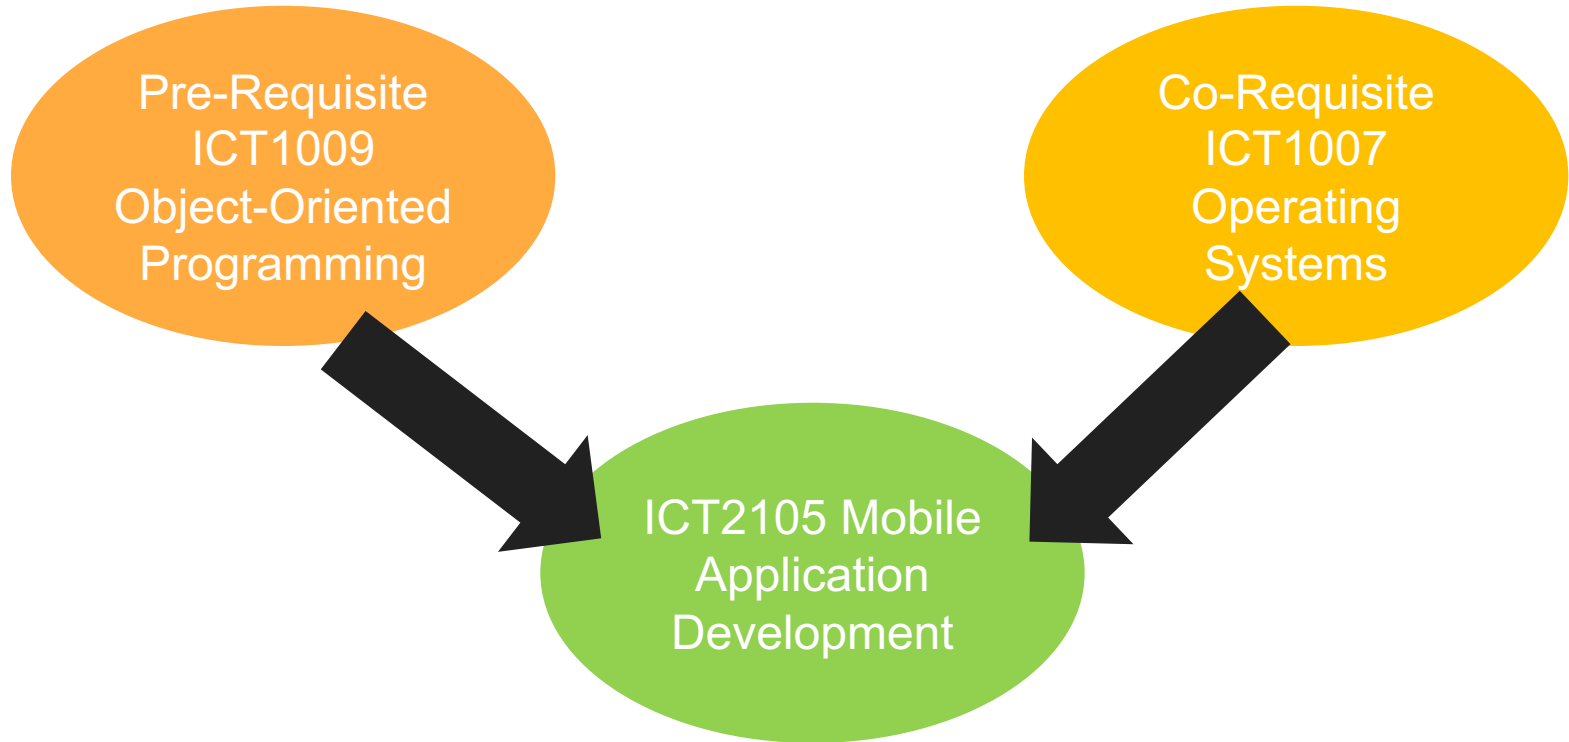 Pre-Requisite
ICT1009
Object-Oriented
Programming
Co-Requisite
ICT1007
Operating
Systems
ICT2105 Mobile
Application
Development